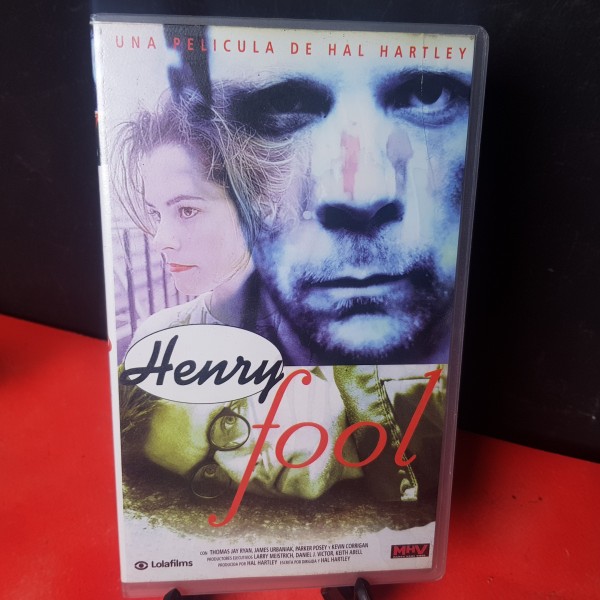 UNA PELICULA DE HAL HARTLEY
Henry
fool
CON: THOMAS JAY RYAN, JAMES URBANIAK, PARKER POSEY Y KEVIN CORRIGAN
PRODUCTORES EJECUTIVOS LARRY MEISTRICH, DANIEL J. VICTOR, KEITH ABELL
PRODUCIDA POR HAL HARTLEY ESCRITA POR DIRIGIDA Y HAL HARTLEY
Lolafilms
MHV